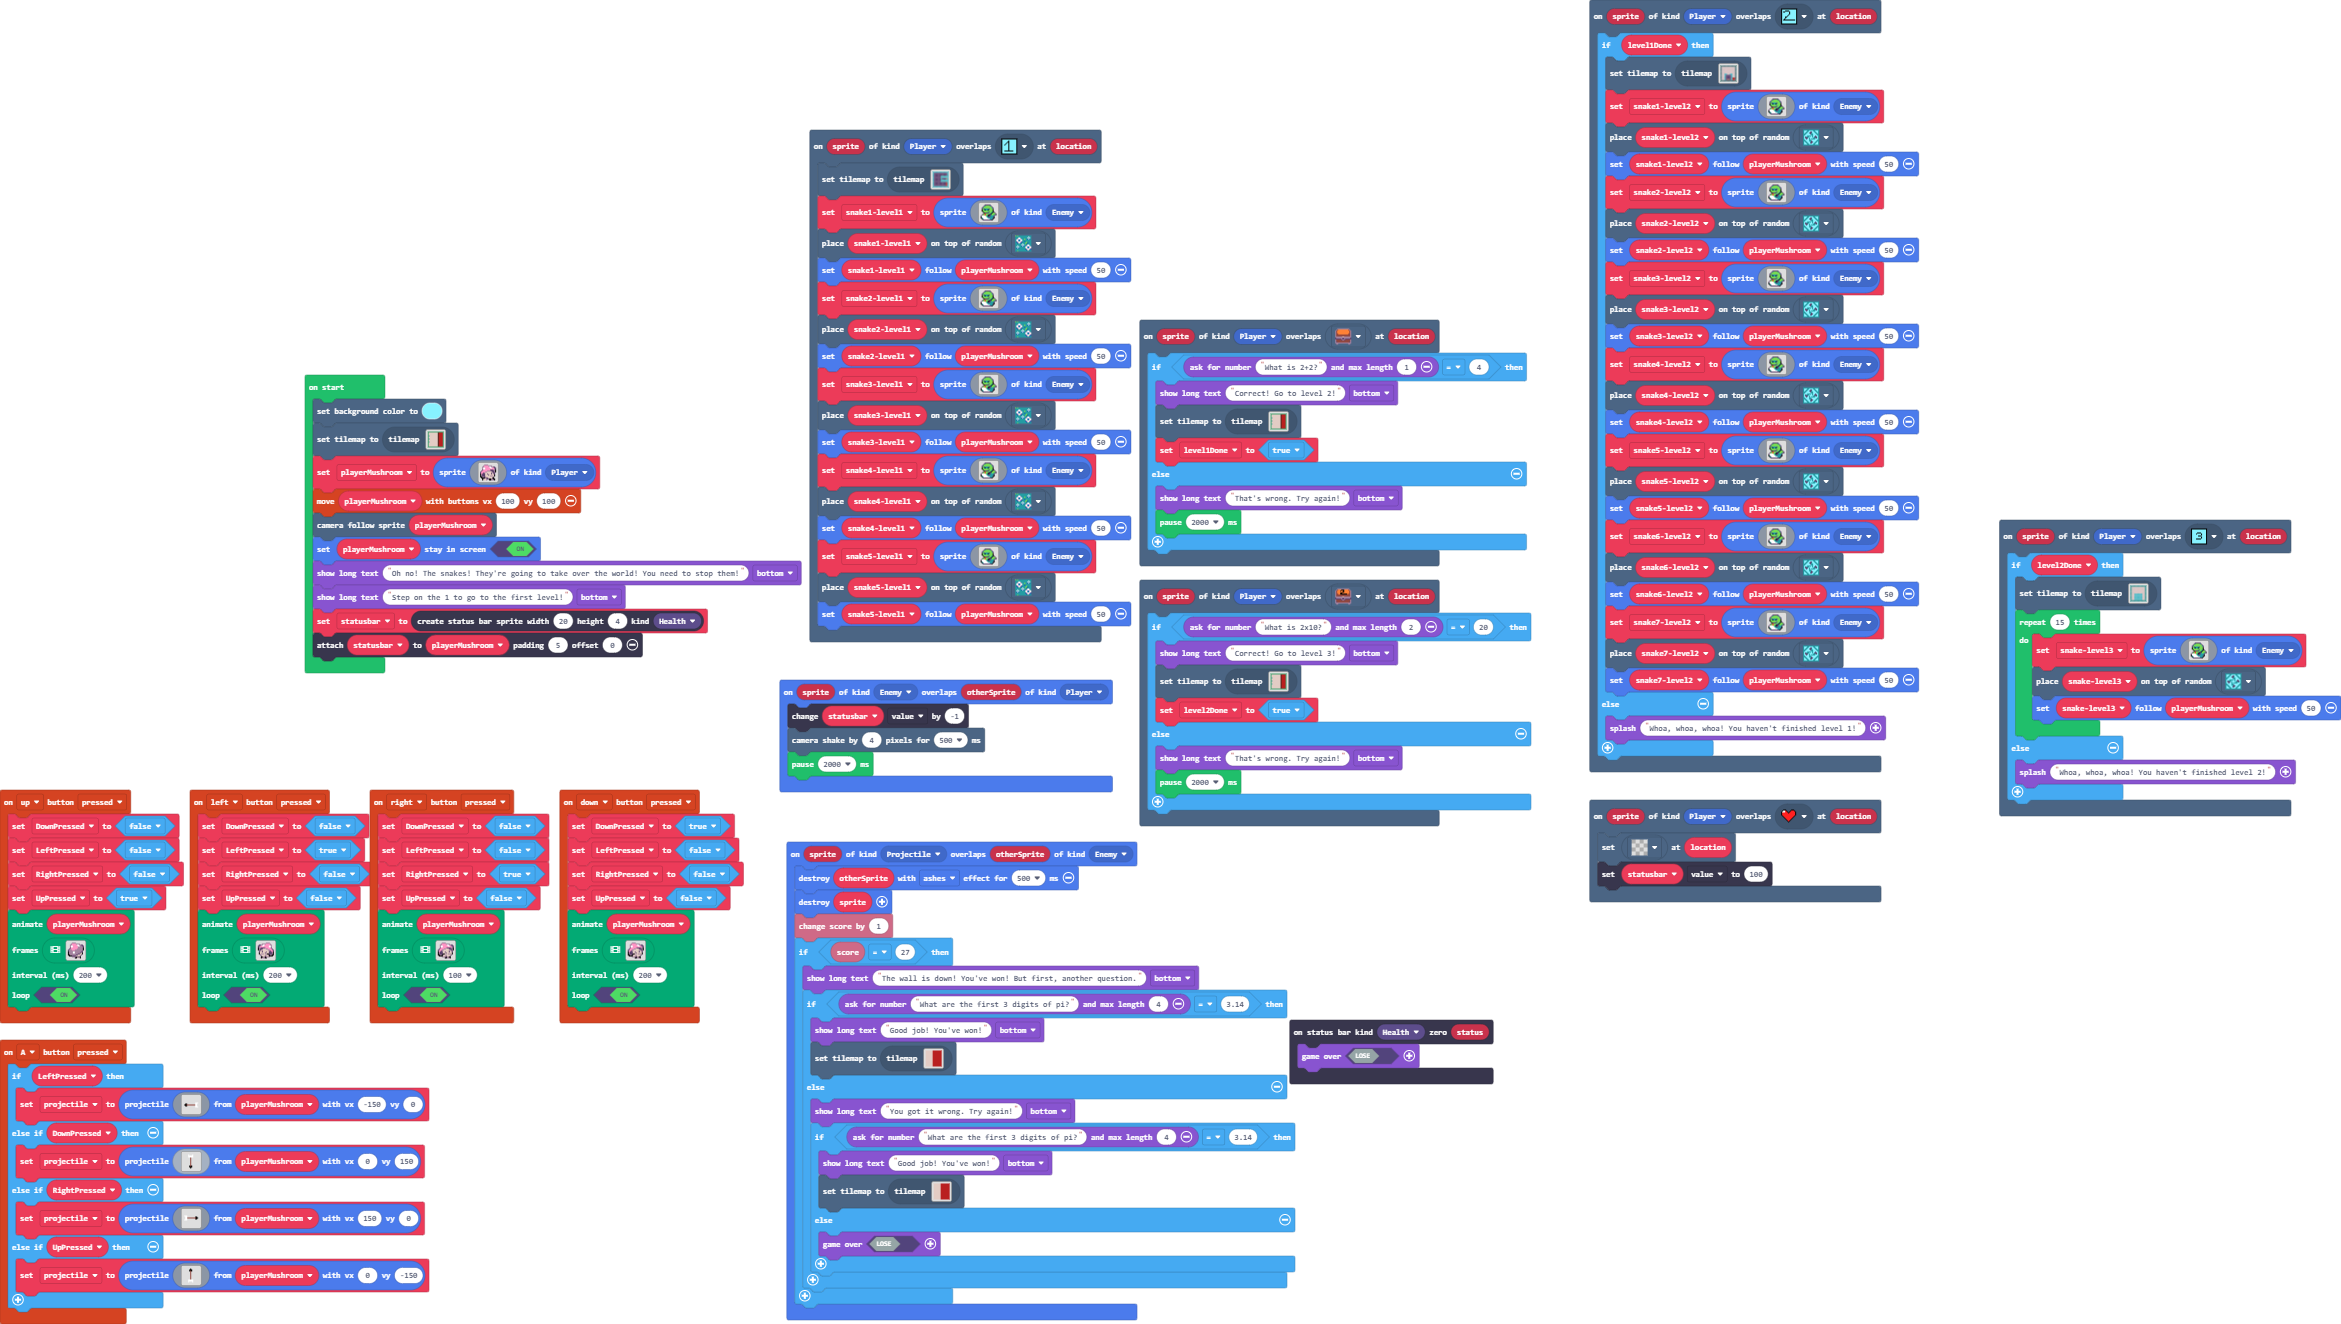 on start
set background color to
set tilemap to tilemap
set playerMushroom to sprite of kind Player
move playerMushroom with buttons vx 100 vy 100
camera follow sprite playerMushroom
set playerMushroom stay in screen ON
show long text "Oh no! The snakes! They're going to take over the world! You need to stop them!" bottom
show long text "Step on the 1 to go to the first level!" bottom
set statusbar to create status bar sprite width 20 height 4 kind Health
attach statusbar to playerMushroom padding 5 offset 0
on up button pressed
set DownPressed to false
set LeftPressed to false
set RightPressed to false
set UpPressed to true
animate playerMushroom
frames
interval (ms) 200
loop ON
on left button pressed
set DownPressed to false
set LeftPressed to true
set RightPressed to false
set UpPressed to false
animate playerMushroom
frames
interval (ms) 200
loop ON
on right button pressed
set DownPressed to false
set LeftPressed to false
set RightPressed to true
set UpPressed to false
animate playerMushroom
frames
interval (ms) 100
loop ON
on down button pressed
set DownPressed to true
set LeftPressed to false
set RightPressed to false
set UpPressed to false
animate playerMushroom
frames
interval (ms) 200
loop ON
on A button pressed
if LeftPressed then
set projectile to projectile from playerMushroom with vx -150 vy 0
else if DownPressed then
set projectile to projectile from playerMushroom with vx 0 vy 150
else if RightPressed then
set projectile to projectile from playerMushroom with vx 150 vy 0
else if UpPressed then
set projectile to projectile from playerMushroom with vx 0 vy -150
on sprite of kind Player overlaps 1 at location
set tilemap to tilemap
set snake1-level1 to sprite of kind Enemy
place snake1-level1 on top of random
set snake1-level1 follow playerMushroom with speed 50
set snake2-level1 to sprite of kind Enemy
place snake2-level1 on top of random
set snake2-level1 follow playerMushroom with speed 50
set snake3-level1 to sprite of kind Enemy
place snake3-level1 on top of random
set snake3-level1 follow playerMushroom with speed 50
set snake4-level1 to sprite of kind Enemy
place snake4-level1 on top of random
set snake4-level1 follow playerMushroom with speed 50
set snake5-level1 to sprite of kind Enemy
place snake5-level1 on top of random
set snake5-level1 follow playerMushroom with speed 50
on sprite of kind Enemy overlaps otherSprite of kind Player
change statusbar value by -1
camera shake by 4 pixels for 500 ms
pause 2000 ms
on sprite of kind Projectile overlaps otherSprite of kind Enemy
destroy otherSprite with ashes effect for 500 ms
destroy sprite
change score by 1
if score = 27 then
show long text "The wall is down! You've won! But first, another question." bottom
if ask for number "What are the first 3 digits of pi?" and max length 4 = 3.14 then
show long text "Good job! You've won!" bottom
set tilemap to tilemap
else
show long text "You got it wrong. Try again!" bottom
if ask for number "What are the first 3 digits of pi?" and max length 4 = 3.14 then
show long text "Good job! You've won!" bottom
set tilemap to tilemap
else
game over LOSE
on sprite of kind Player overlaps at location
if ask for number "What is 2+2?" and max length 1 = 4 then
show long text "Correct! Go to level 2!" bottom
set tilemap to tilemap
set level1Done to true
else
show long text "That's wrong. Try again!" bottom
pause 2000 ms
on sprite of kind Player overlaps at location
if ask for number "What is 2x10?" and max length 2 = 20 then
show long text "Correct! Go to level 3!" bottom
set tilemap to tilemap
set level2Done to true
else
show long text "That's wrong. Try again!" bottom
pause 2000 ms
on status bar kind Health zero status
game over LOSE
on sprite of kind Player overlaps 2 at location
if level1Done then
set tilemap to tilemap
set snake1-level2 to sprite of kind Enemy
place snake1-level2 on top of random
set snake1-level2 follow playerMushroom with speed 50
set snake2-level2 to sprite of kind Enemy
place snake2-level2 on top of random
set snake2-level2 follow playerMushroom with speed 50
set snake3-level2 to sprite of kind Enemy
place snake3-level2 on top of random
set snake3-level2 follow playerMushroom with speed 50
set snake4-level2 to sprite of kind Enemy
place snake4-level2 on top of random
set snake4-level2 follow playerMushroom with speed 50
set snake5-level2 to sprite of kind Enemy
place snake5-level2 on top of random
set snake5-level2 follow playerMushroom with speed 50
set snake6-level2 to sprite of kind Enemy
place snake6-level2 on top of random
set snake6-level2 follow playerMushroom with speed 50
set snake7-level2 to sprite of kind Enemy
place snake7-level2 on top of random
set snake7-level2 follow playerMushroom with speed 50
else
splash "Whoa, whoa, whoa! You haven't finished level 1!"
on sprite of kind Player overlaps at location
set at location
set statusbar value to 100
on sprite of kind Player overlaps 3 at location
if level2Done then
set tilemap to tilemap
repeat 15 times
do set snake-level3 to sprite of kind Enemy
place snake-level3 on top of random
set snake-level3 follow playerMushroom with speed 50
else
splash "Whoa, whoa, whoa! You haven't finished level 2!"